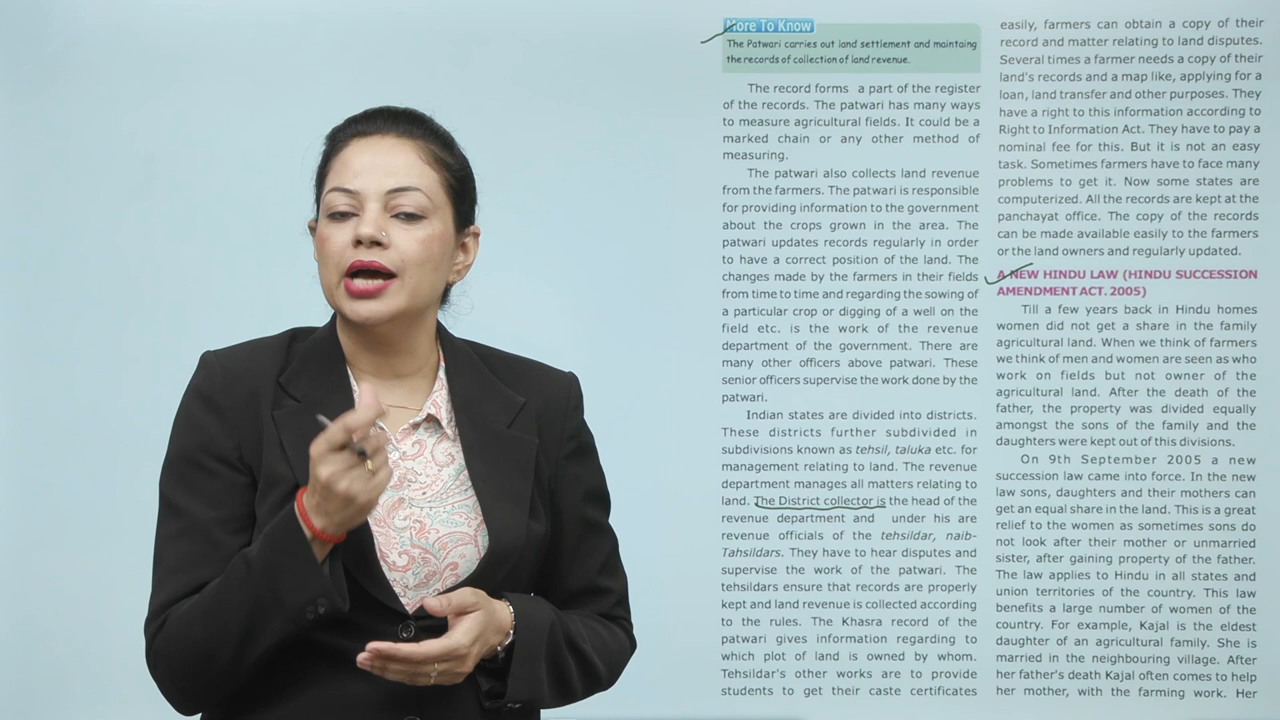 More To Know
The Patwari carries out land settlement and maintaing
the records of collection of land revenue.
The record forms a part of the register
of the records. The patwari has many ways
to measure agricultural fields. It could be a
marked chain or any other method of
measuring.
The patwari also collects land revenue
from the farmers. The patwari is responsible
for providing information to the government
about the crops grown in the area. The
patwari updates records regularly in order
to have a correct position of the land. The
changes made by the farmers in their fields
from time to time and regarding the sowing of
a particular crop or digging of a well on the
field etc. is the work of the revenue
department of the government. There are
many other officers above patwari. These
senior officers supervise the work done by the
patwari.
Indian states are divided into districts.
These districts further subdivided in
subdivisions known as tehsil, taluka etc. for
management relating to land. The revenue
department manages all matters relating to
land. The District collector is the head of the
revenue department and under his are
revenue officials of the tehsildar, naib-
Tahsildars. They have to hear disputes and
supervise the work of the patwari. The
tehsildars ensure that records are properly
kept and land revenue is collected according
to the rules. The Khasra record of the
patwari gives information regarding to
which plot of land is owned by whom.
Tehsildar's other works are to provide
students to get their caste certificates
easily, farmers can obtain a copy of their
record and matter relating to land disputes.
Several times a farmer needs a copy of their
land's records and a map like, applying for a
loan, land transfer and other purposes. They
have a right to this information according to
Right to Information Act. They have to pay a
nominal fee for this. But it is not an easy
task. Sometimes farmers have to face many
problems to get it. Now some states are
computerized. All the records are kept at the
panchayat office. The copy of the records
can be made available easily to the farmers
or the land owners and regularly updated.
A NEW HINDU LAW (HINDU SUCCESSION
AMENDMENT ACT. 2005)
Till a few years back in Hindu homes
women did not get a share in the family
agricultural land. When we think of farmers
we think of men and women are seen as who
work on fields but not owner of the
agricultural land. After the death of the
father, the property was divided equally
amongst the sons of the family and the
daughters were kept out of this divisions.
On 9th September 2005 a new
succession law came into force. In the new
law sons, daughters and their mothers can
get an equal share in the land. This is a great
relief to the women as sometimes sons do
not look after their mother or unmarried
sister, after gaining property of the father.
The law applies to Hindu in all states and
union territories of the country. This law
benefits a large number of women of the
country. For example, Kajal is the eldest
daughter of an agricultural family. She is
married in the neighbouring village. After
her father's death Kajal often comes to help
her mother, with the farming work. Her